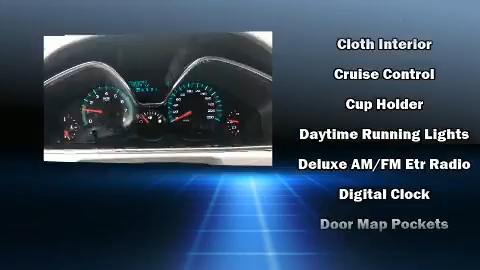 Cloth Interior
Cruise Control
Cup Holder
Daytime Running Lights
Deluxe AM/FM Etr Radio
Digital Clock
Door Map Pockets